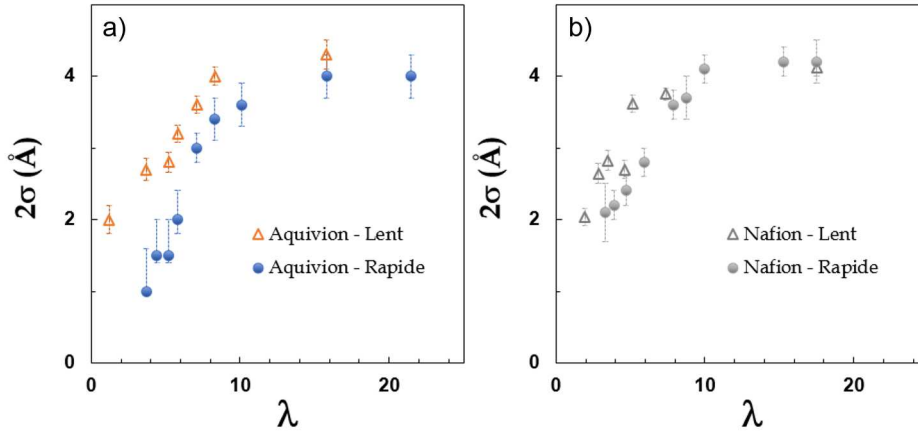 a)
4
2
0
2σ (Å)
Aquivion - Lent
Aquivion - Rapide
0 10 20
λ
b)
4
2
0
2σ (Å)
Nafion - Lent
Nafion - Rapide
0 10 20
λ